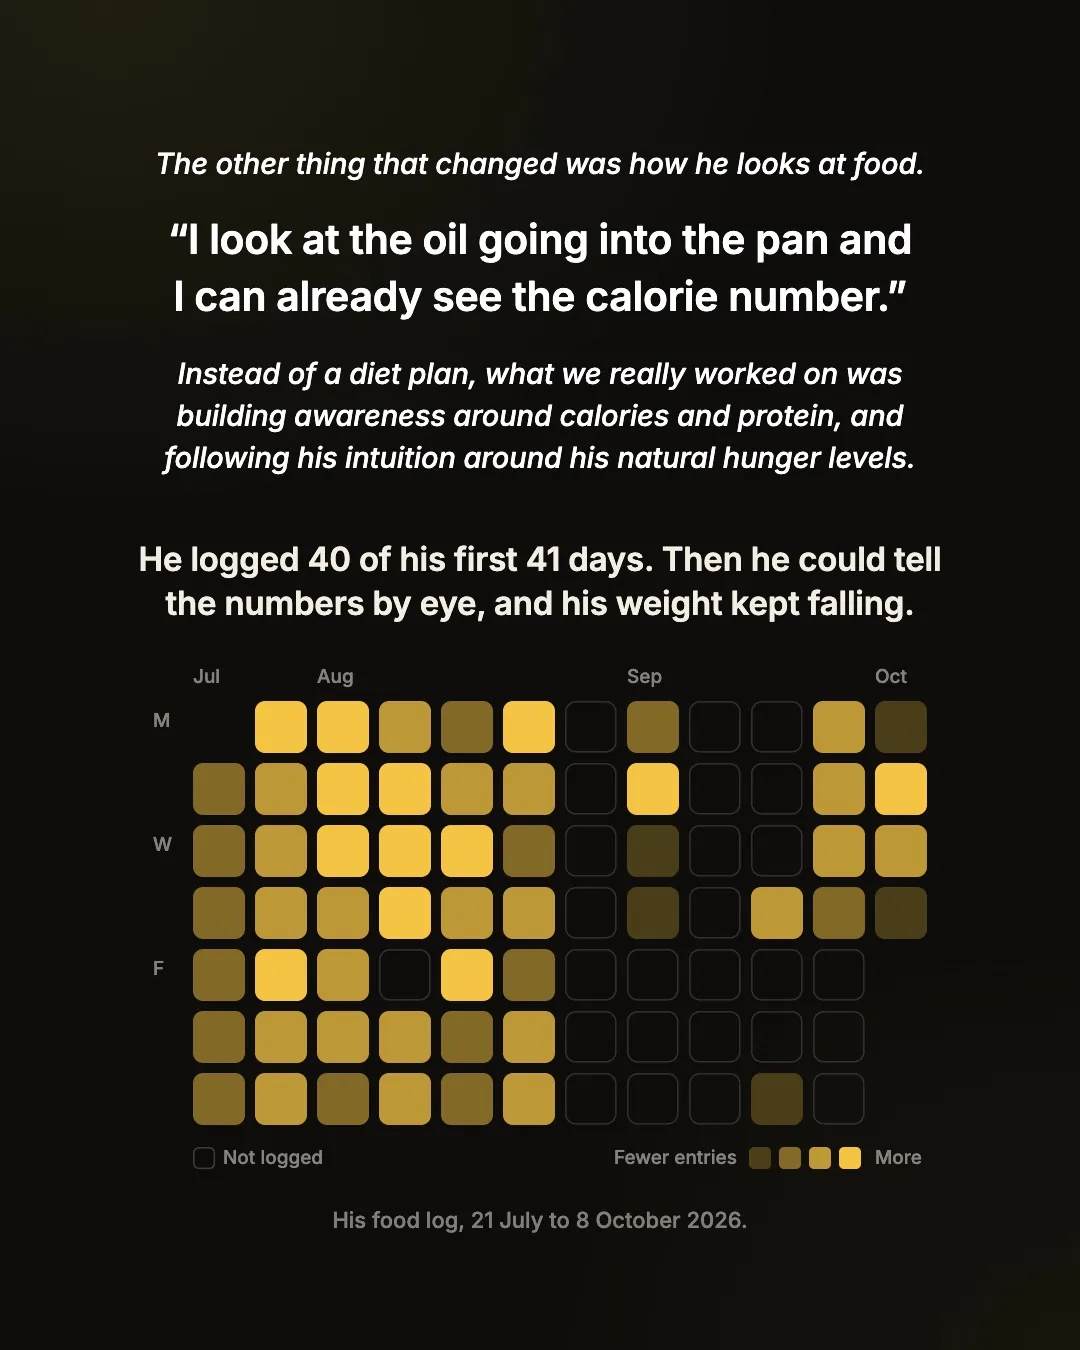 The other thing that changed was how he looks at food.
“I look at the oil going into the pan and
I can already see the calorie number.”
Instead of a diet plan, what we really worked on was
building awareness around calories and protein, and
following his intuition around his natural hunger levels.
He logged 40 of his first 41 days. Then he could tell
the numbers by eye, and his weight kept falling.
Jul Aug Sep Oct
M
W
F
Not logged Fewer entries More
His food log, 21 July to 8 October 2026.